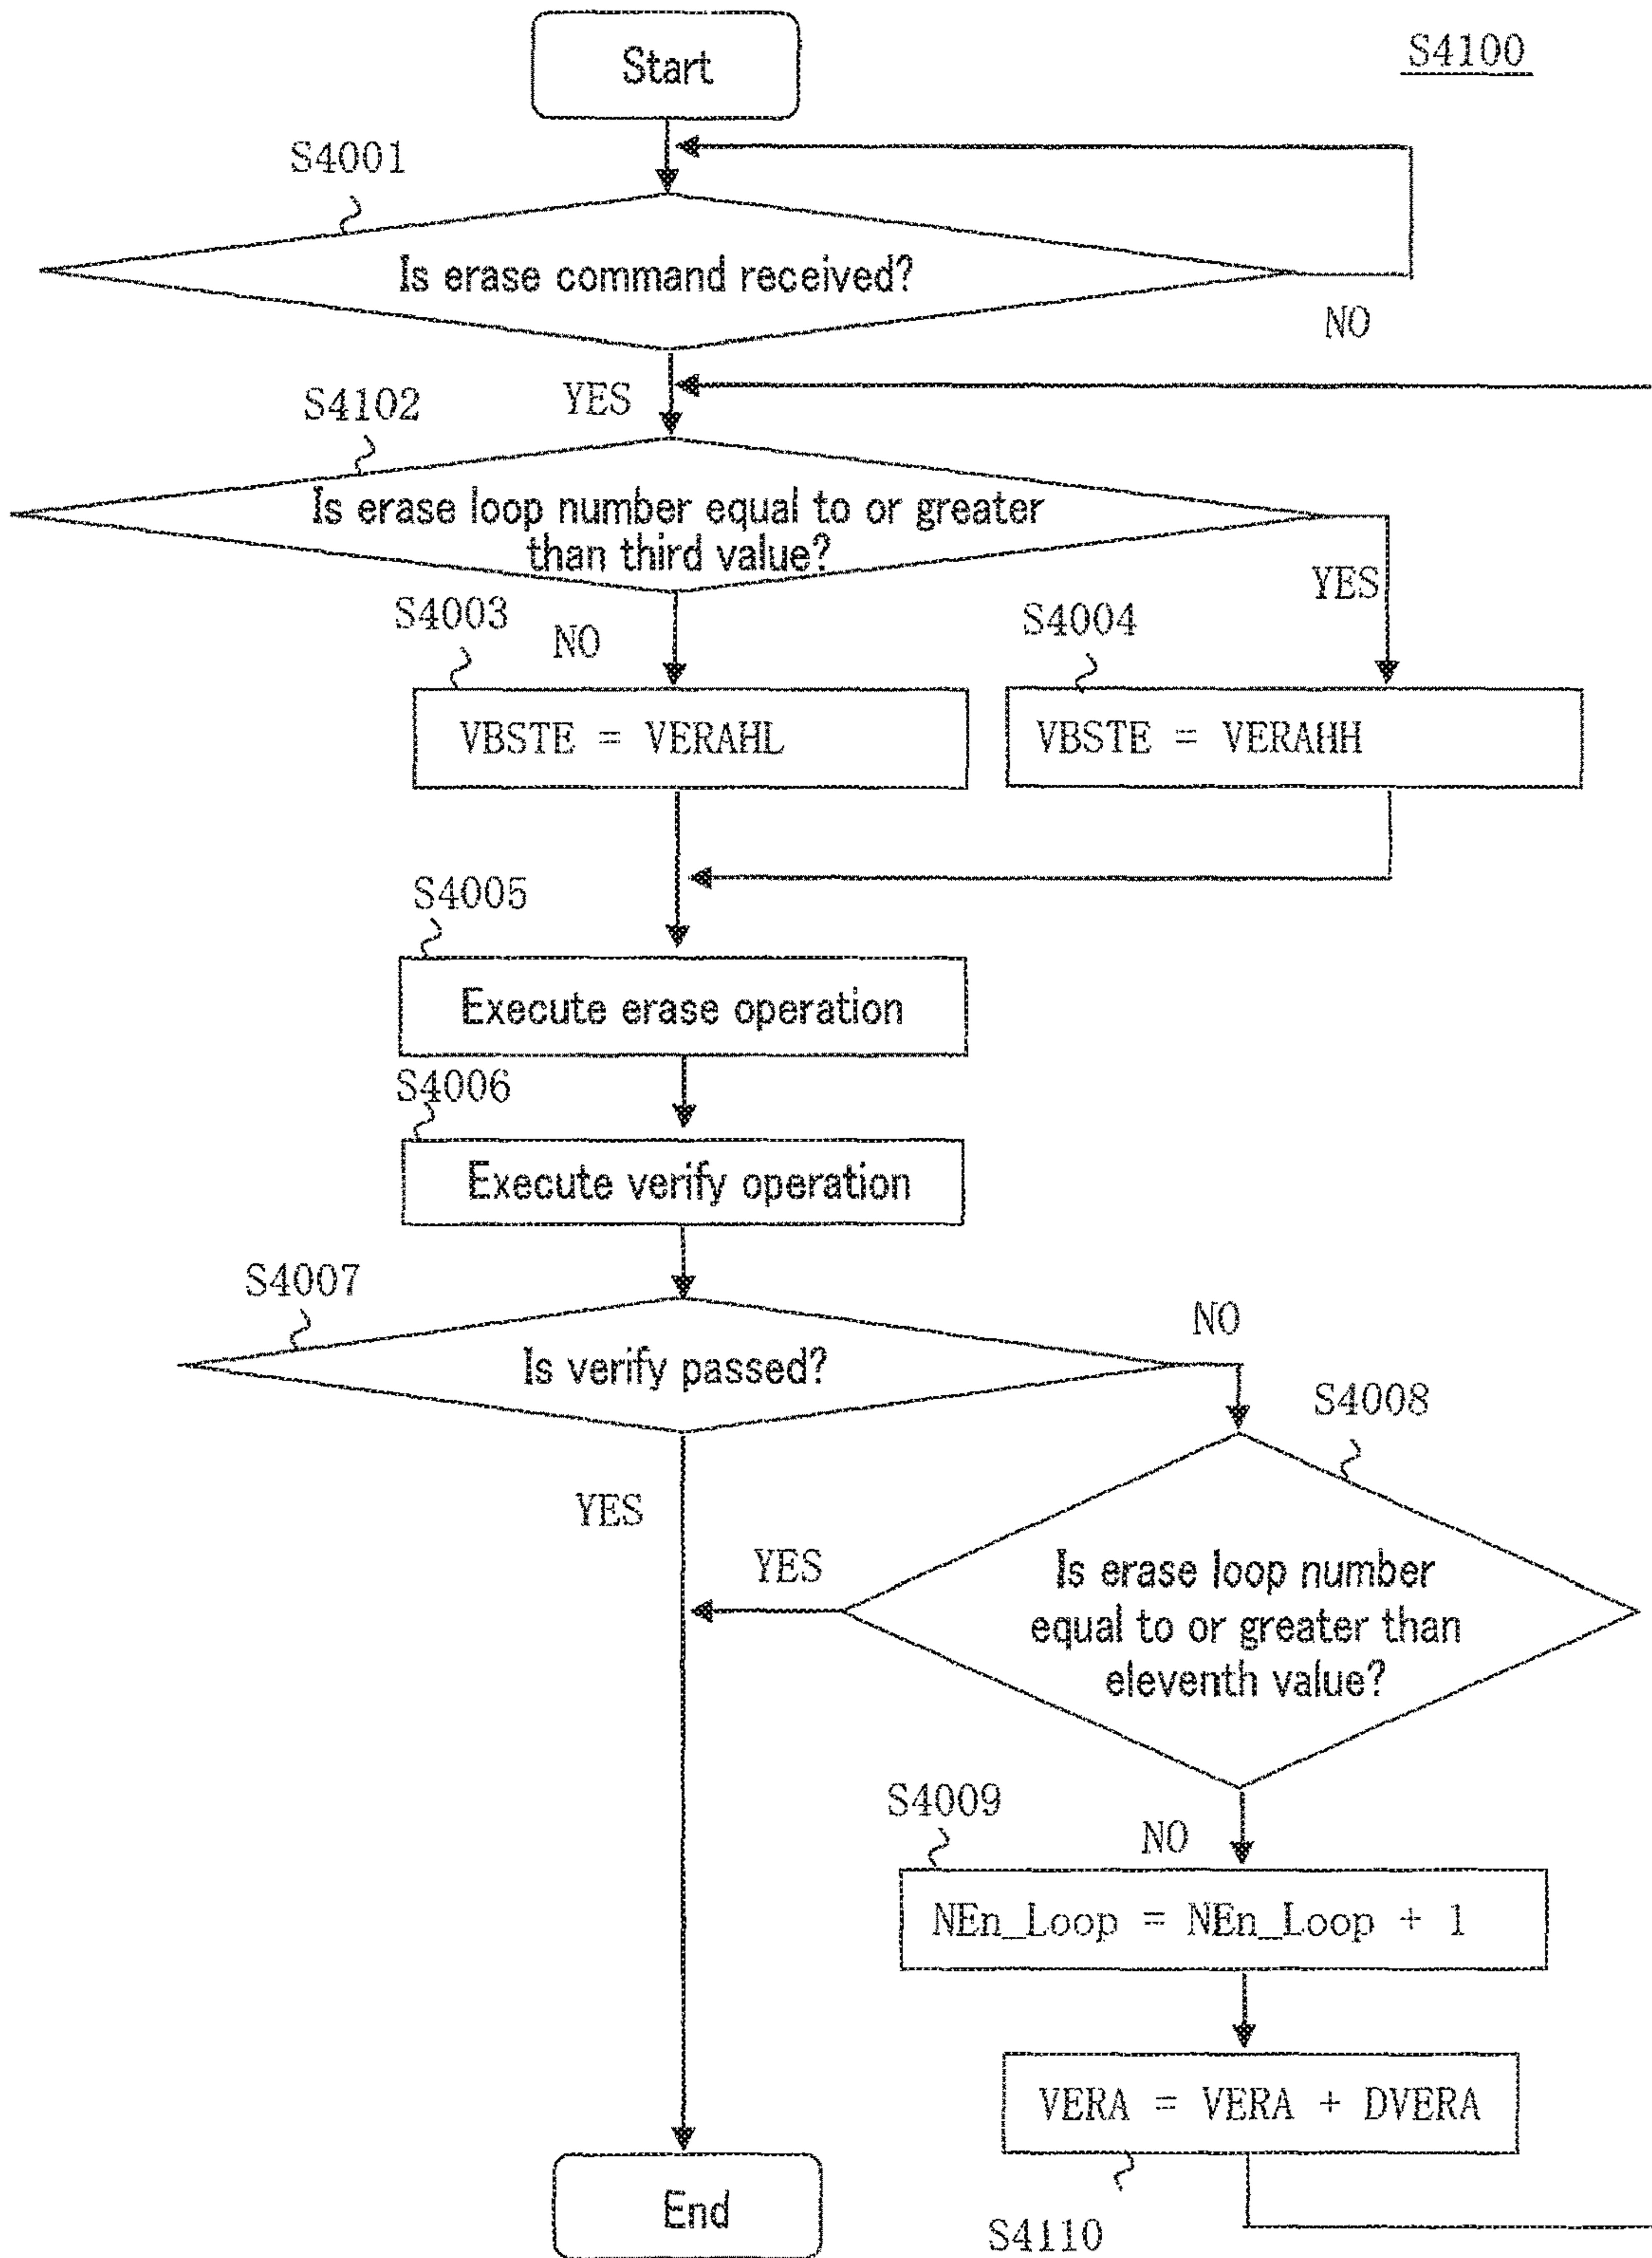 Start
S4100
S4001
Is erase command received?
NO
YES
S4102
Is erase loop number equal to or greater
than third value?
YES
S4003
NO
S4004
VBSTE = VERAHL
VBSTE = VERAHH
S4005
Execute erase operation
S4006
Execute verify operation
S4007
NO
Is verify passed?
S4008
YES
YES
Is erase loop number
equal to or greater than
eleventh value?
S4009
NO
NEn_Loop = NEn_Loop + 1
VERA = VERA + DVERA
End
S4110